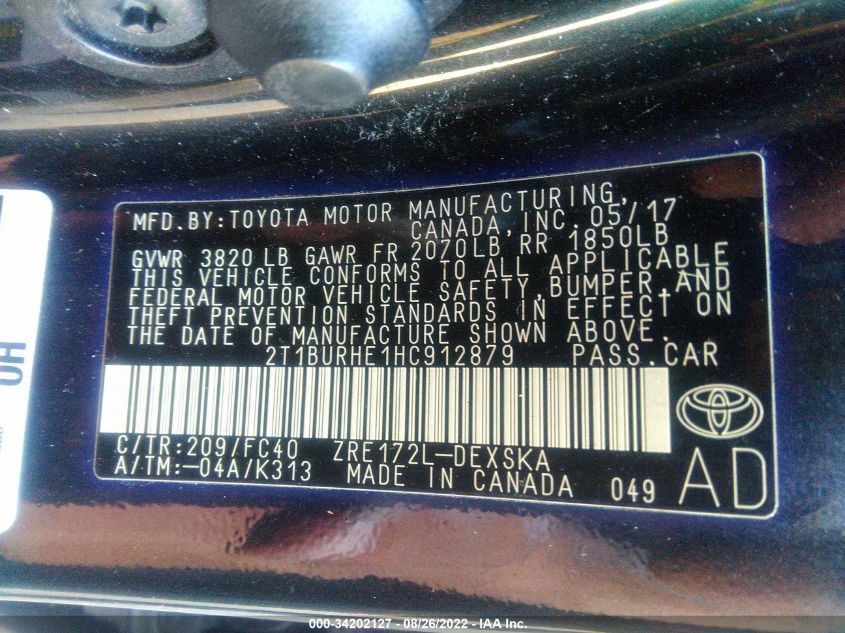 MFD. BY: TOYOTA MOTOR MANUFACTURING,
CANADA, INC. 05/17
GVWR 3820 LB GAWR FR 2070LB, RR 1850LB
THIS VEHICLE CONFORMS TO ALL APPLICABLE
FEDERAL MOTOR VEHICLE SAFETY, BUMPER, AND
THEFT PREVENTION STANDARDS IN EFFECT ON
THE DATE OF MANUFACTURE SHOWN ABOVE.
2T1BURHE1HC912879 PASS. CAR
C/TR: 209/FC40 ZRE172L-DEXSKA
A/TM: -04A/K313 MADE IN CANADA 049 AD
OH
000-34202127 - 08/26/2022 - IAA Inc.